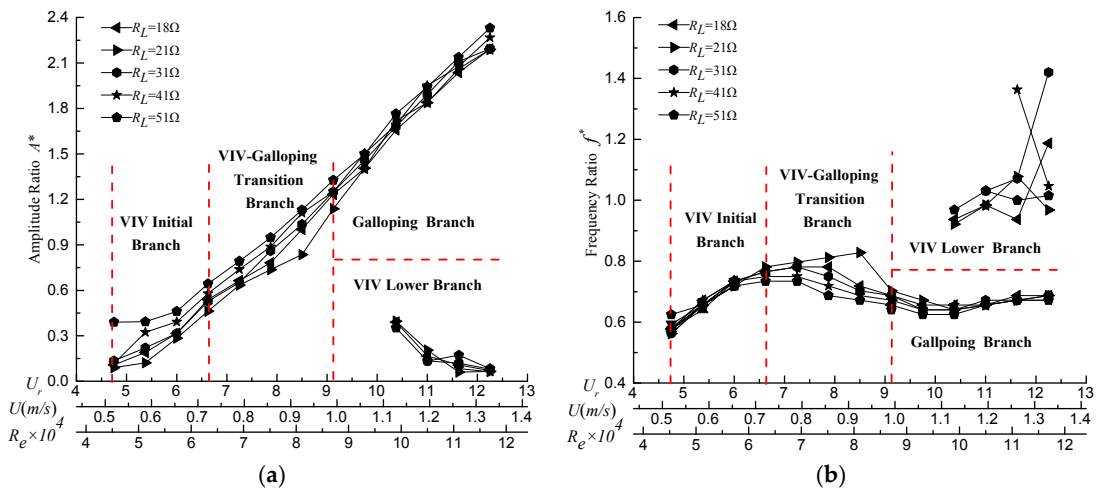 2.4
2.1
1.8
1.5
1.2
0.9
0.6
0.3
0.0
Amplitude Ratio A*
R_L=18Ω
R_L=21Ω
R_L=31Ω
R_L=41Ω
R_L=51Ω
VIV Initial
Branch
VIV-Galloping
Transition
Branch
Galloping Branch
VIV Lower Branch
U_r
4 5 6 7 8 9 10 11 12 13
U(m/s)
0.5 0.6 0.7 0.8 0.9 1.0 1.1 1.2 1.3 1.4
R_e×10^4
4 5 6 7 8 9 10 11 12
(a)
1.6
1.4
1.2
1.0
0.8
0.6
0.4
Frequency Ratio f*
R_L=18Ω
R_L=21Ω
R_L=31Ω
R_L=41Ω
R_L=51Ω
VIV Initial
Branch
VIV-Galloping
Transition
Branch
VIV Lower Branch
Gallpoing Branch
U_r
4 5 6 7 8 9 10 11 12 13
U(m/s)
0.5 0.6 0.7 0.8 0.9 1.0 1.1 1.2 1.3 1.4
R_e×10^4
4 5 6 7 8 9 10 11 12
(b)